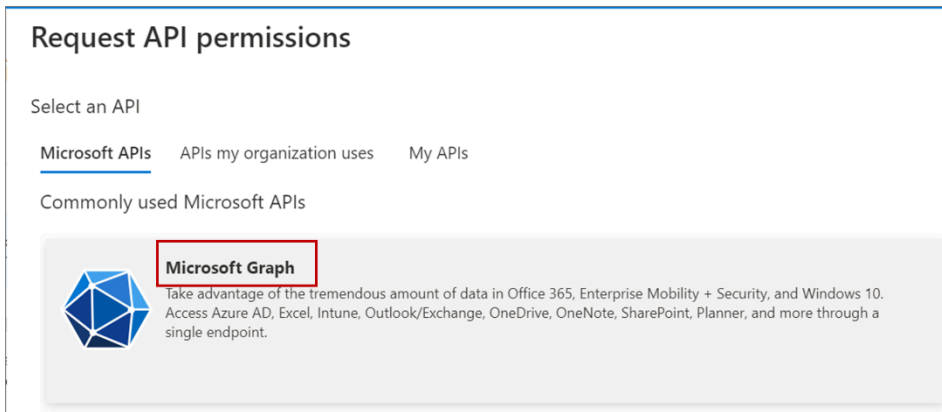 Request API permissions
Select an API
Microsoft APIs APIs my organization uses My APIs
Commonly used Microsoft APIs
Microsoft Graph
Take advantage of the tremendous amount of data in Office 365, Enterprise Mobility + Security, and Windows 10.
Access Azure AD, Excel, Intune, Outlook/Exchange, OneDrive, OneNote, SharePoint, Planner, and more through a
single endpoint.